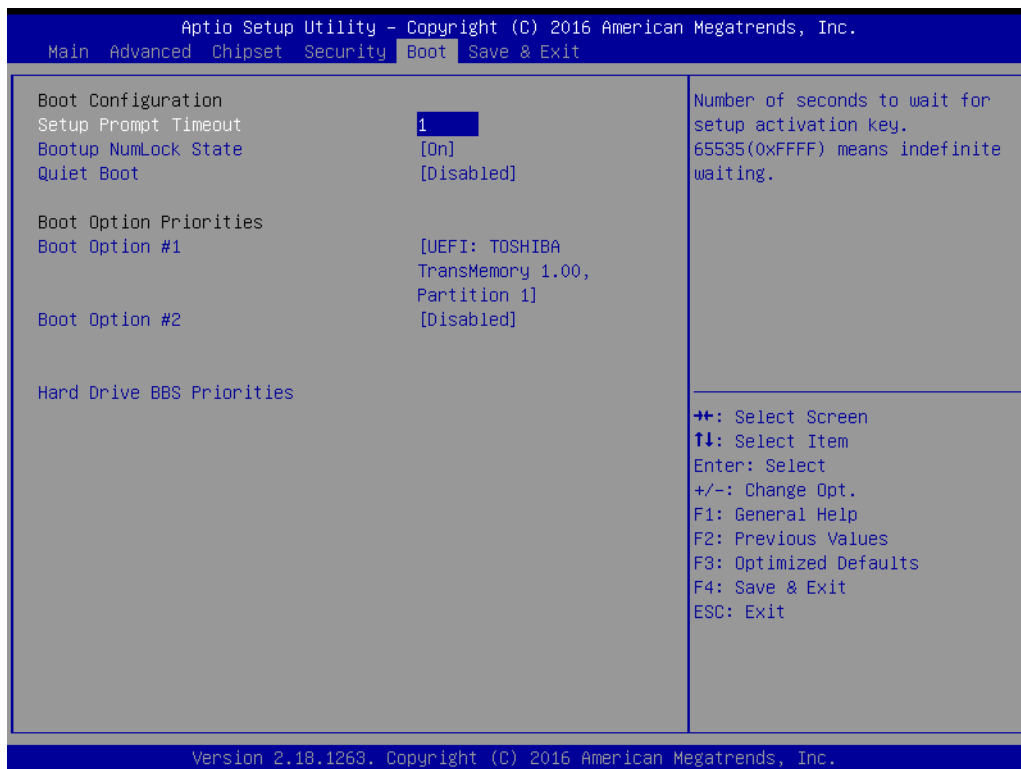 Aptio Setup Utility – Copyright (C) 2016 American Megatrends, Inc.
Main Advanced Chipset Security Boot Save & Exit
Boot Configuration
Setup Prompt Timeout 1
Bootup NumLock State [On]
Quiet Boot [Disabled]
Boot Option Priorities
Boot Option #1 [UEFI: TOSHIBA
TransMemory 1.00,
Partition 1]
Boot Option #2 [Disabled]
Hard Drive BBS Priorities
Number of seconds to wait for
setup activation key.
65535(0xFFFF) means indefinite
waiting.
→←: Select Screen
↑↓: Select Item
Enter: Select
+/-: Change Opt.
F1: General Help
F2: Previous Values
F3: Optimized Defaults
F4: Save & Exit
ESC: Exit
Version 2.18.1263. Copyright (C) 2016 American Megatrends, Inc.